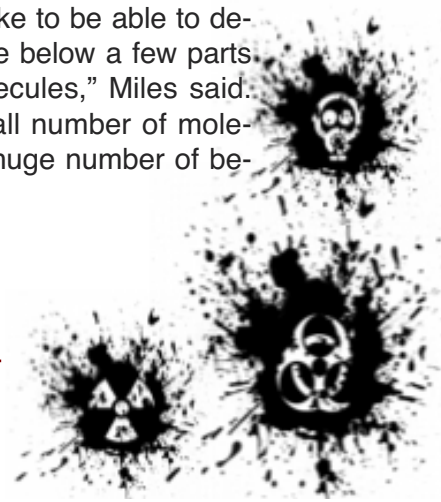 ke to be able to de-
e below a few parts
ecules,” Miles said.
all number of mole-
huge number of be-